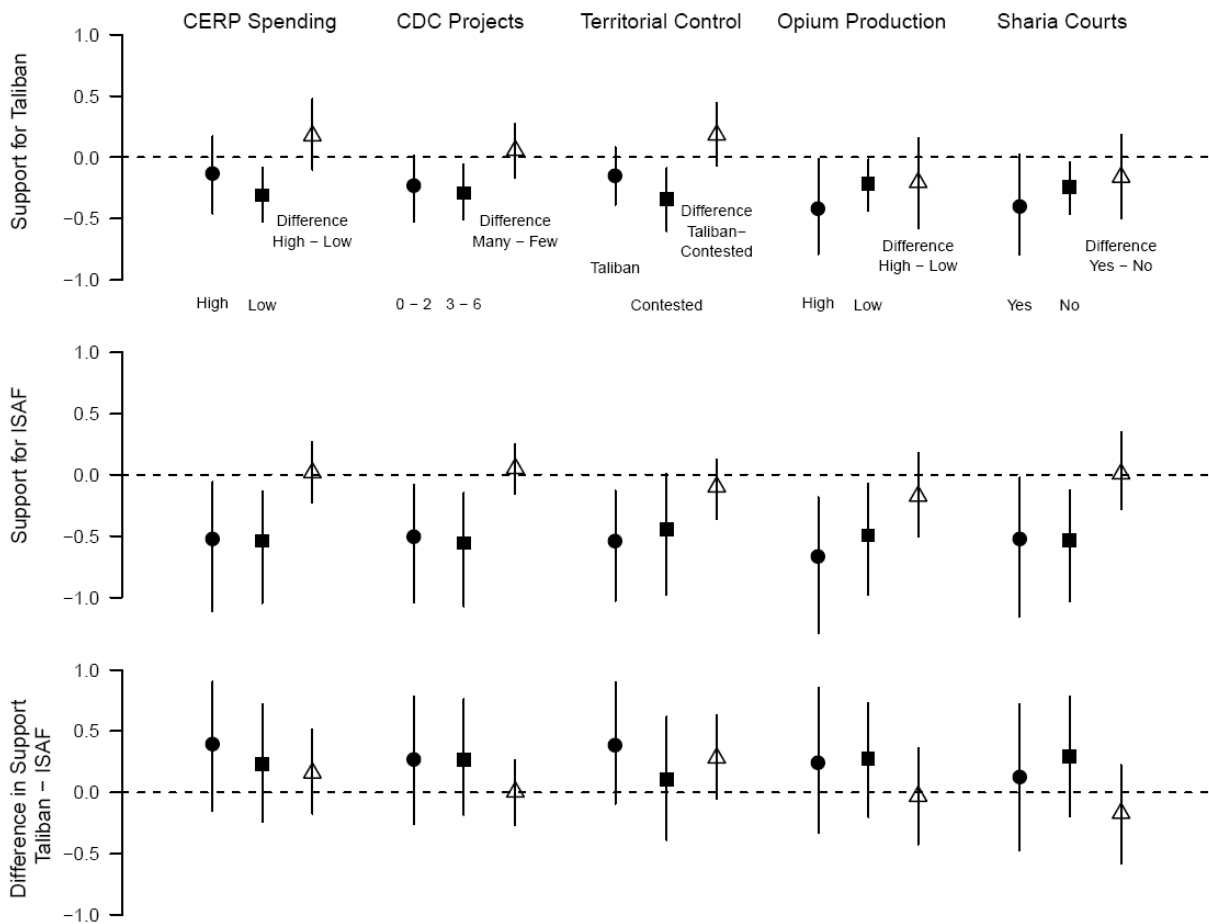 CERP Spending CDC Projects Territorial Control Opium Production Sharia Courts
Support for Taliban
1.0
0.5
0.0
−0.5
−1.0
Difference
High − Low
Difference
Many − Few
Difference
Taliban−
Contested
Difference
High − Low
Difference
Yes − No
Taliban
High Low 0 − 2 3 − 6 Contested High Low Yes No
Support for ISAF
1.0
0.5
0.0
−0.5
−1.0
Difference in Support
Taliban − ISAF
1.0
0.5
0.0
−0.5
−1.0